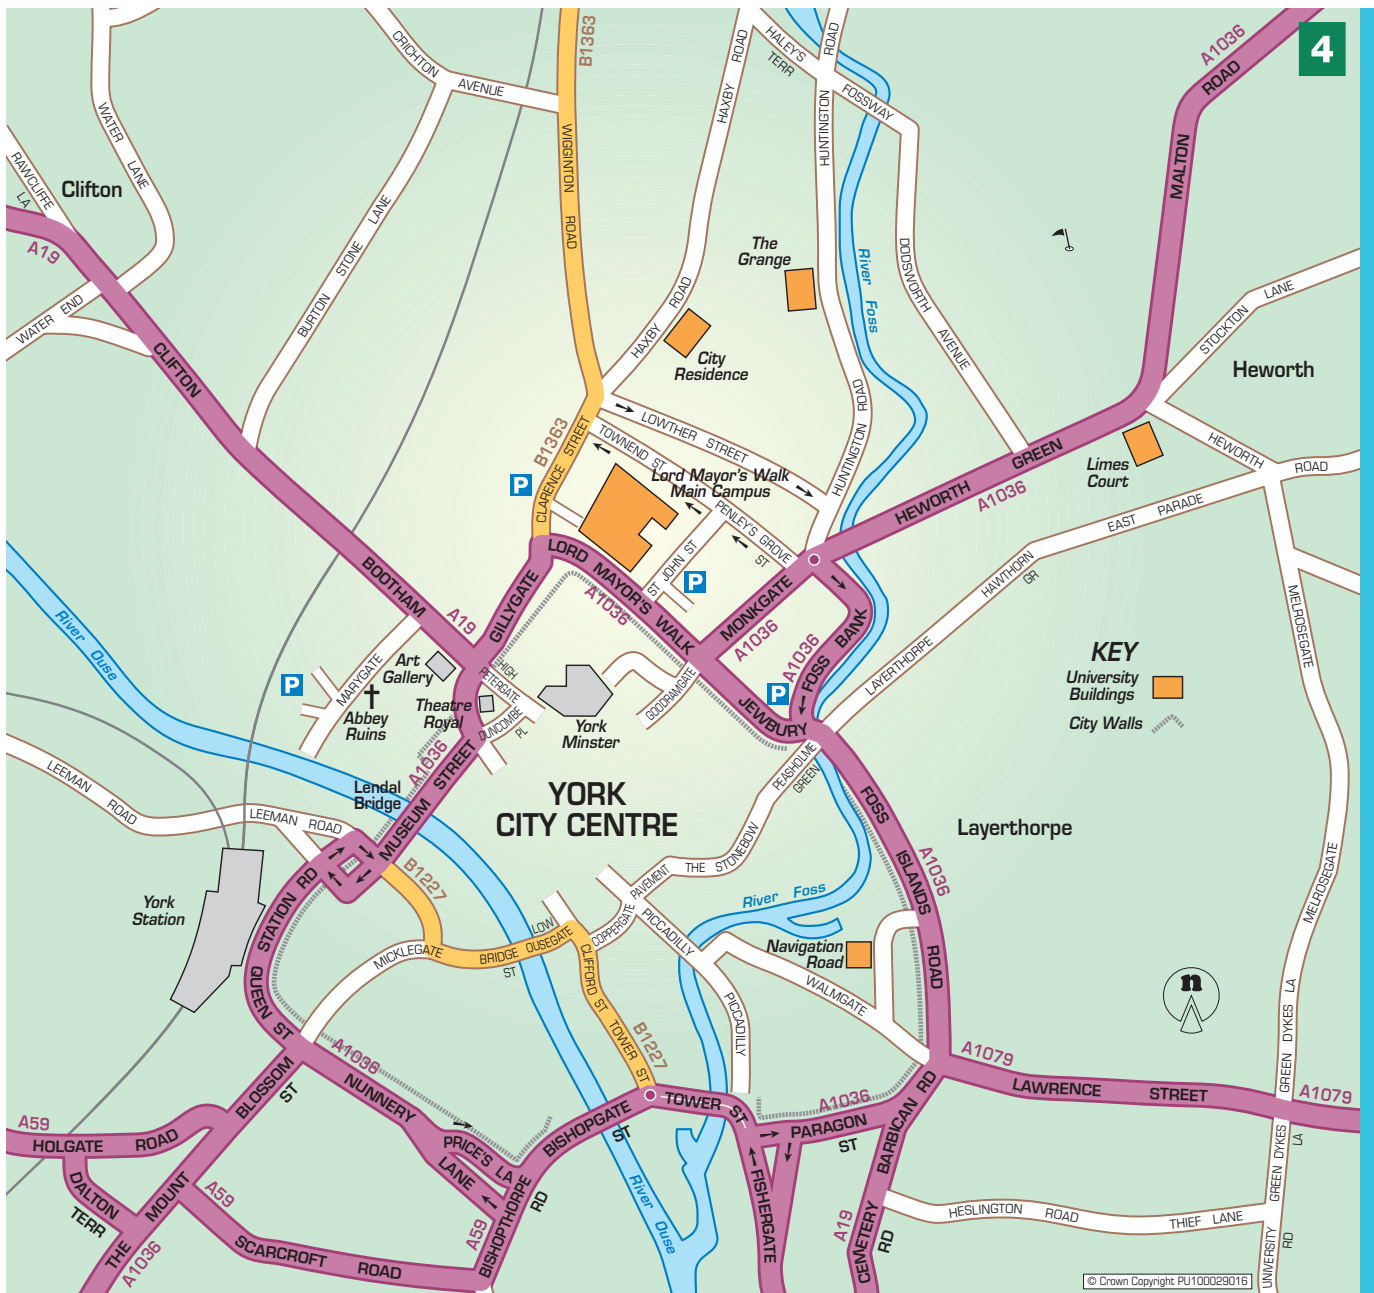 4
B1363
A1036
ROAD
MALTON
CRICHTON
AVENUE
HAXBY
ROAD
HALEY'S
TERR
HUNTINGTON
ROAD
FOSSWAY
WATER
LANE
RAWCLIFFE
LA
Clifton
A19
WATER END
CLIFTON
BURTON
STONE
LANE
WIGGINTON
ROAD
The
Grange
River Foss
DODSWORTH
AVENUE
STOCKTON
LANE
Heworth
HAXBY
ROAD
City
Residence
HUNTINGTON
ROAD
LOWTHER STREET
TOWNEND ST
B1363
CLARENCE STREET
P
Lord Mayor's Walk
Main Campus
PENLEY'S GROVE
ST
HEWORTH
GREEN
A1036
Limes
Court
HEWORTH
ROAD
EAST PARADE
HAWTHORN
GR
MELROSEGATE
LORD
MAYOR'S
WALK
A1036
ST JOHN ST
P
MONKGATE
A1036
A1036
FOSS
BANK
LAYERTHORPE
P
JEWBURY
BOOTHAM
A19
GILLYGATE
River Ouse
P
MARYGATE
Abbey
Ruins
Art
Gallery
Theatre
Royal
HIGH
PETERGATE
DUNCOMBE
PL
York
Minster
GOODRAMGATE
KEY
University
Buildings
City Walls
A1036
MUSEUM
STREET
Lendal
Bridge
YORK
CITY CENTRE
PEASHOLME
GREEN
FOSS
ISLANDS
ROAD
A1036
Layerthorpe
LEEMAN
ROAD
LEEMAN ROAD
York
Station
STATION RD
QUEEN ST
B1227
MICKLEGATE
BRIDGE
ST
LOW
OUSEGATE
COPPERGATE
PAVEMENT
THE STONEBOW
PICCADILLY
River Foss
Navigation
Road
WALMGATE
PICCADILLY
CLIFFORD ST
TOWER ST
B1227
MELROSEGATE
n
GREEN DYKES LA
A1036
NUNNERY
PRICE'S LA
LANE
BLOSSOM
ST
A59
HOLGATE
ROAD
DALTON
TERR
THE
MOUNT
A1036
A59
SCARCROFT
ROAD
A59
BISHOPTHORPE
RD
BISHOPGATE
ST
TOWER ST
A1036
PARAGON
ST
FISHERGATE
BARBICAN RD
A19
CEMETERY
RD
A1079
LAWRENCE
STREET
A1079
GREEN DYKES
LA
HESLINGTON
ROAD
THIEF LANE
UNIVERSITY
RD
River Ouse
© Crown Copyright PU100029016